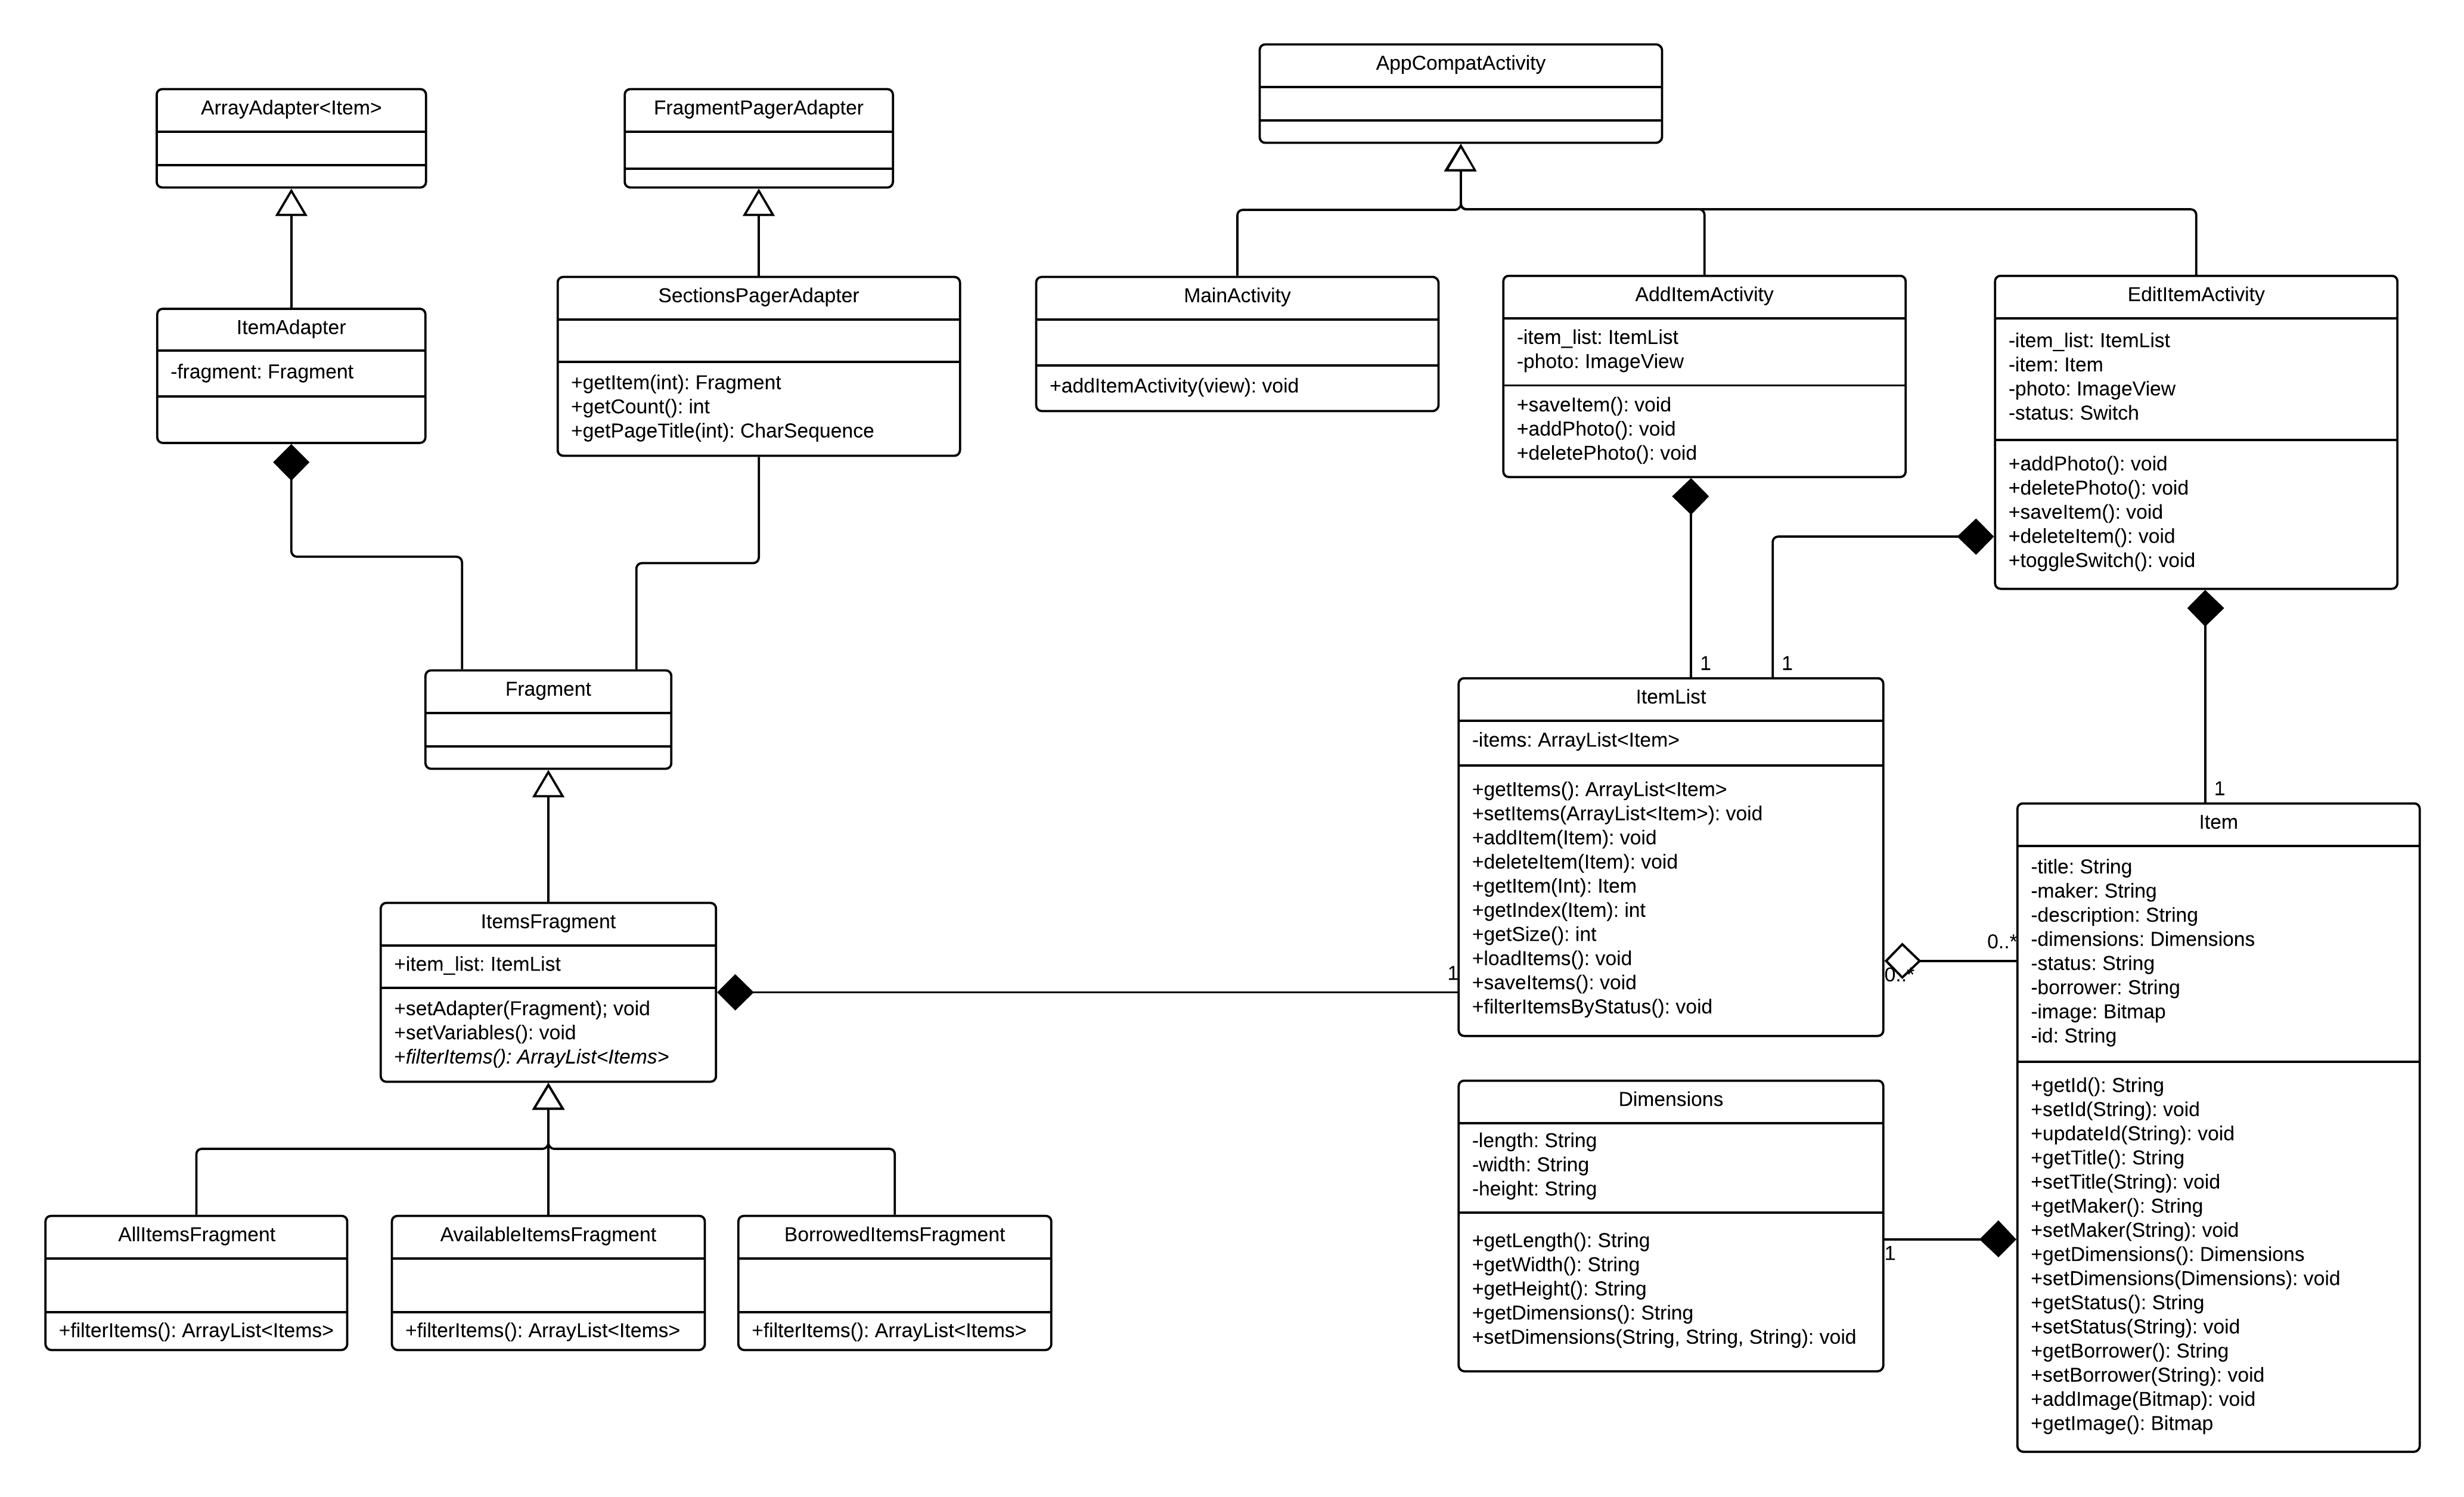 AppCompatActivity
ArrayAdapter<Item>
FragmentPagerAdapter
ItemAdapter
-fragment: Fragment
SectionsPagerAdapter
+getItem(int): Fragment
+getCount(): int
+getPageTitle(int): CharSequence
MainActivity
+addItemActivity(view): void
AddItemActivity
-item_list: ItemList
-photo: ImageView
+saveItem(): void
+addPhoto(): void
+deletePhoto(): void
EditItemActivity
-item_list: ItemList
-item: Item
-photo: ImageView
-status: Switch
+addPhoto(): void
+deletePhoto(): void
+saveItem(): void
+deleteItem(): void
+toggleSwitch(): void
Fragment
1
1
ItemList
-items: ArrayList<Item>
+getItems(): ArrayList<Item>
+setItems(ArrayList<Item>): void
+addItem(Item): void
+deleteItem(Item): void
+getItem(Int): Item
+getIndex(Item): int
+getSize(): int
+loadItems(): void
+saveItems(): void
+filterItemsByStatus(): void
1
0..*
0..*
1
Item
-title: String
-maker: String
-description: String
-dimensions: Dimensions
-status: String
-borrower: String
-image: Bitmap
-id: String
+getId(): String
+setId(String): void
+updateId(String): void
+getTitle(): String
+setTitle(String): void
+getMaker(): String
+setMaker(String): void
+getDimensions(): Dimensions
+setDimensions(Dimensions): void
+getStatus(): String
+setStatus(String): void
+getBorrower(): String
+setBorrower(String): void
+addImage(Bitmap): void
+getImage(): Bitmap
ItemsFragment
+item_list: ItemList
+setAdapter(Fragment); void
+setVariables(): void
+filterItems(): ArrayList<Items>
Dimensions
-length: String
-width: String
-height: String
+getLength(): String
+getWidth(): String
+getHeight(): String
+getDimensions(): String
+setDimensions(String, String, String): void
1
AllItemsFragment
+filterItems(): ArrayList<Items>
AvailableItemsFragment
+filterItems(): ArrayList<Items>
BorrowedItemsFragment
+filterItems(): ArrayList<Items>